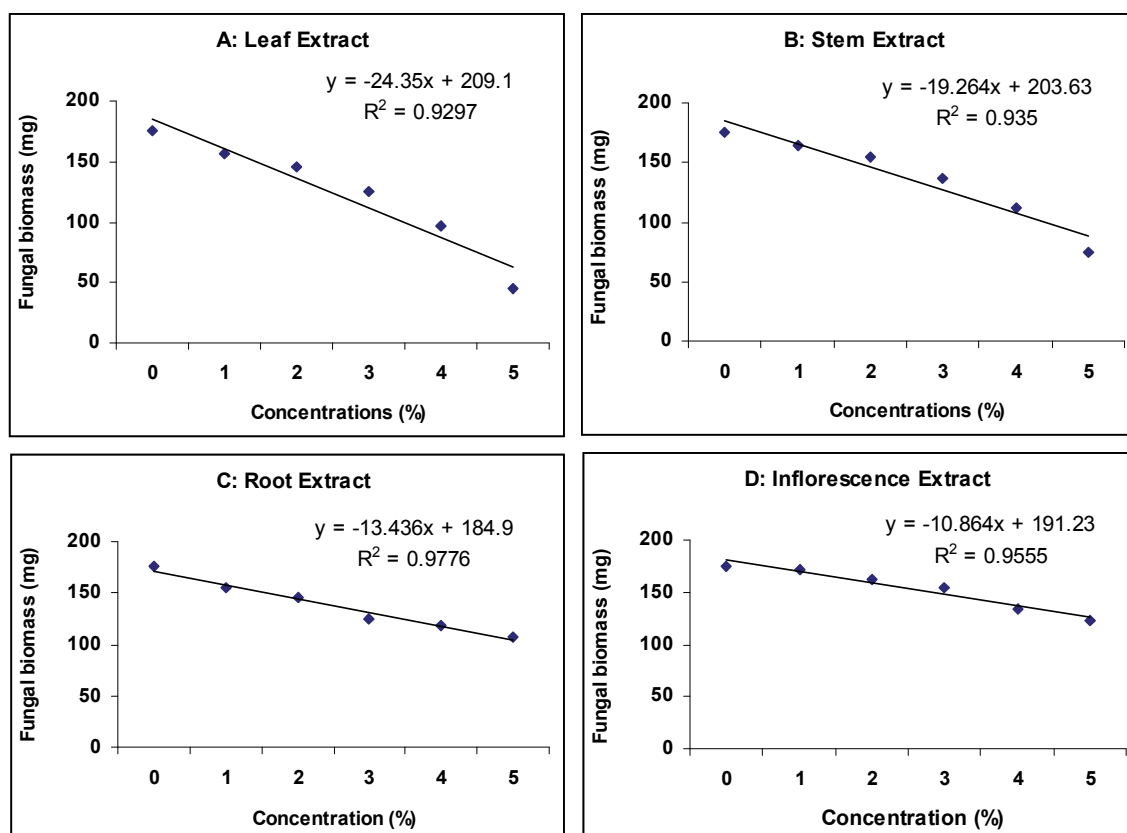 A: Leaf Extract
y = -24.35x + 209.1
R² = 0.9297
200
150
100
50
0
Fungal biomass (mg)
0 1 2 3 4 5
Concentrations (%)
B: Stem Extract
y = -19.264x + 203.63
R² = 0.935
200
150
100
50
0
Fungal biomass (mg)
0 1 2 3 4 5
Concentrations (%)
C: Root Extract
y = -13.436x + 184.9
R² = 0.9776
200
150
100
50
0
Fungal biomass (mg)
0 1 2 3 4 5
Concentration (%)
D: Inflorescence Extract
y = -10.864x + 191.23
R² = 0.9555
200
150
100
50
0
Fungal biomass (mg)
0 1 2 3 4 5
Concentration (%)